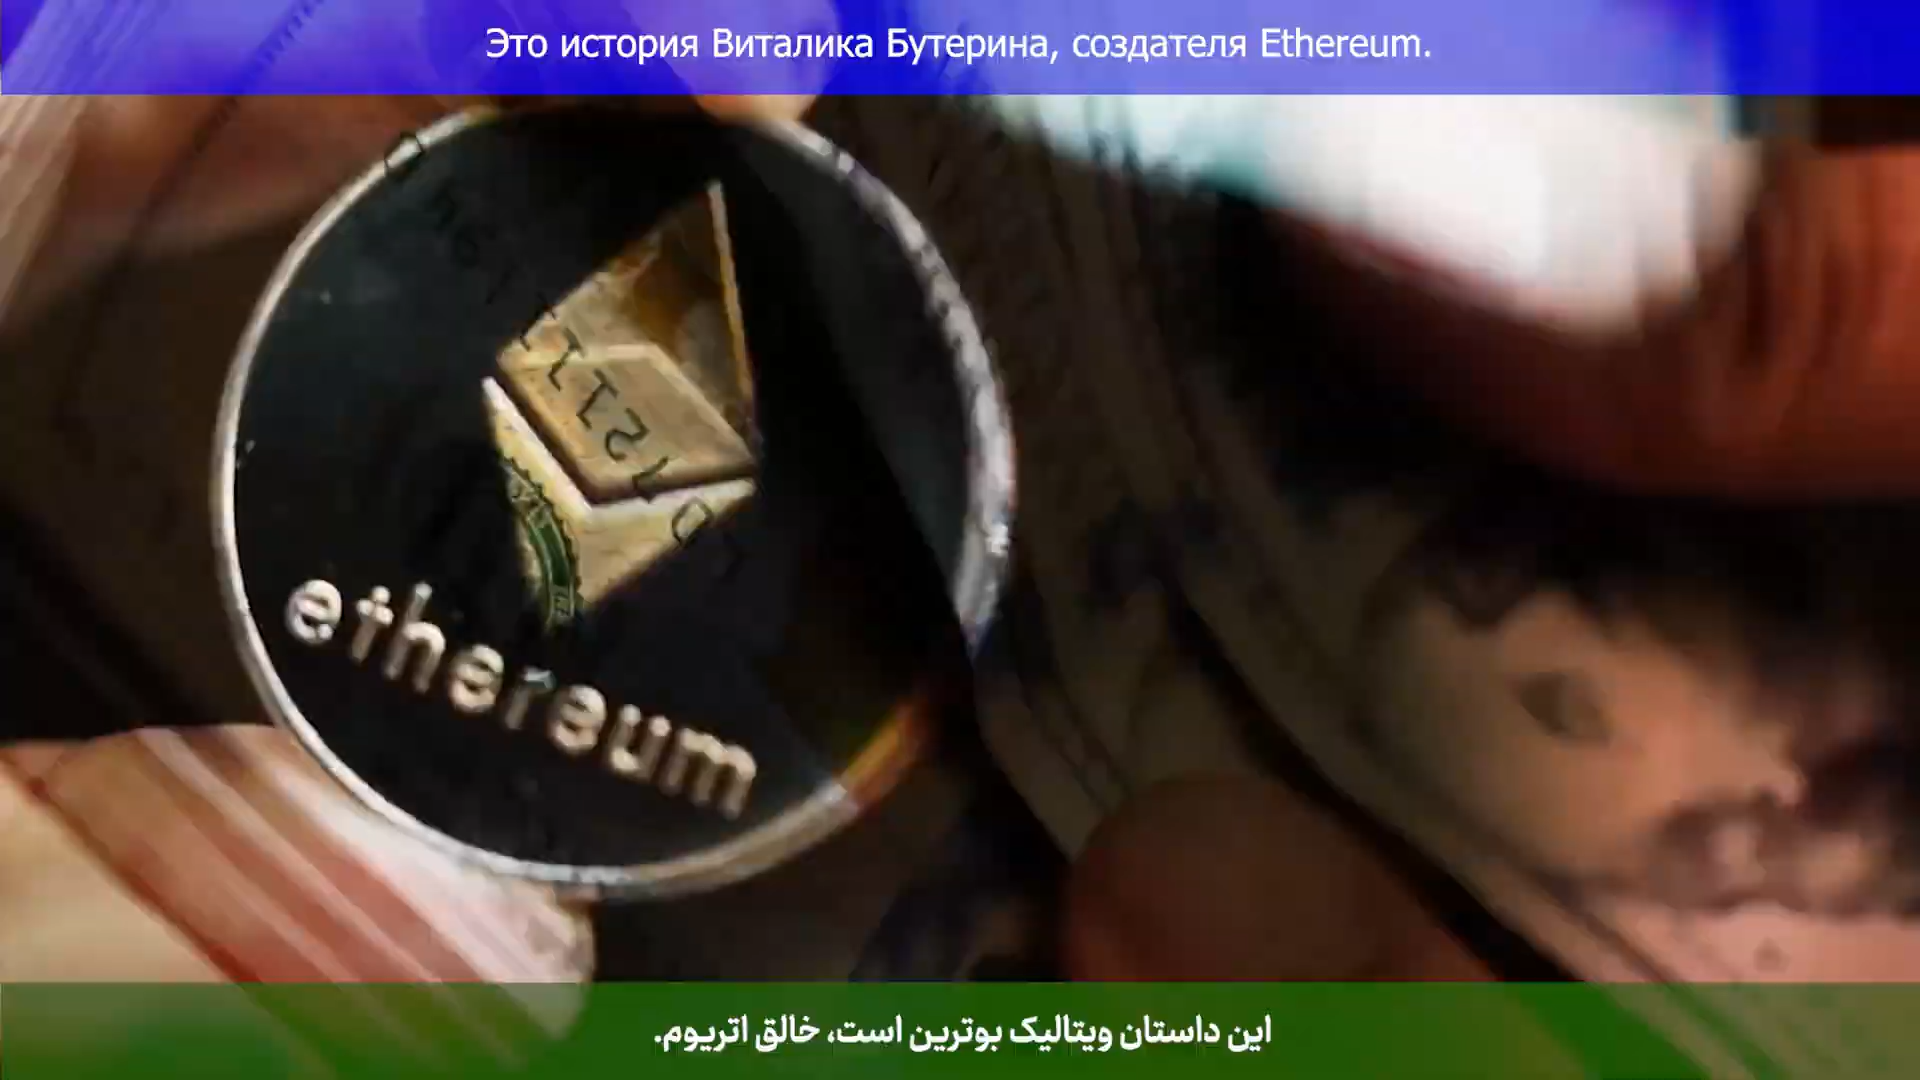 Это история Виталика Бутерина, создателя Ethereum.
ethereum
این داستان ویتالیک بوترین است، خالق اتریوم.